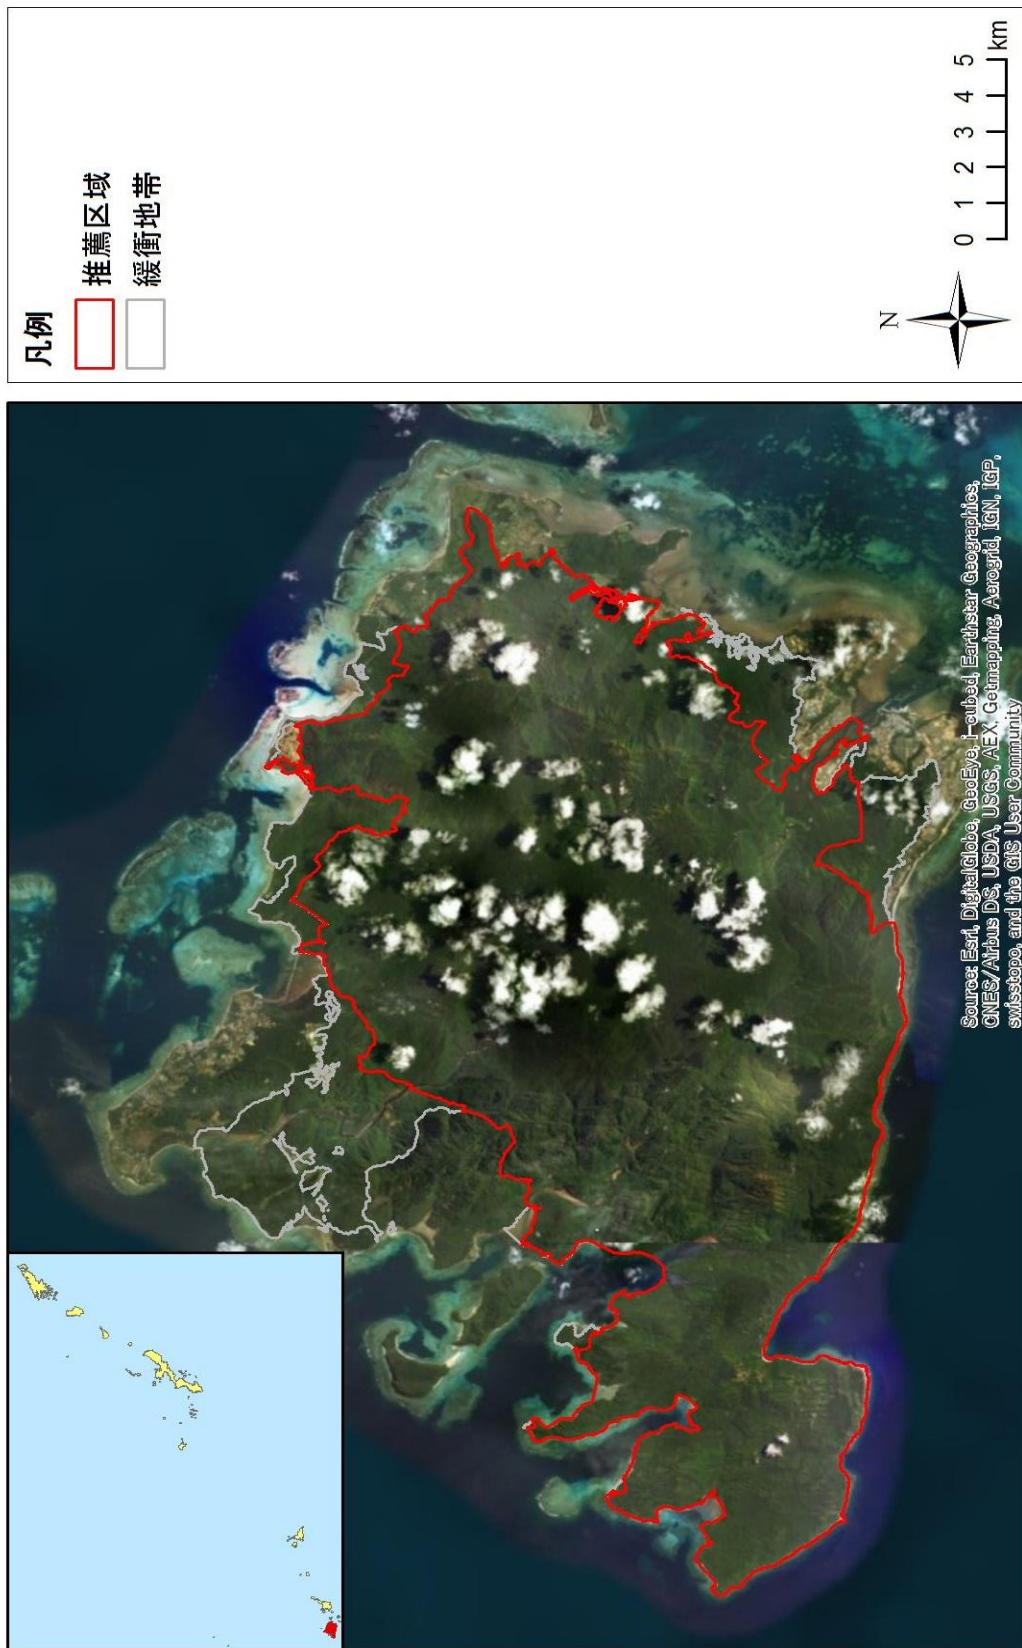 凡例
推薦区域
緩衝地帯
N
0 1 2 3 4 5
km
Source: Esri, DigitalGlobe, GeoEye, i-cubed, Earthstar Geographics,
CNES/Airbus DS, USDA, USGS, AEX, Getmapping, Aerogrid, IGN, IGP,
swisstopo, and the GIS User Community